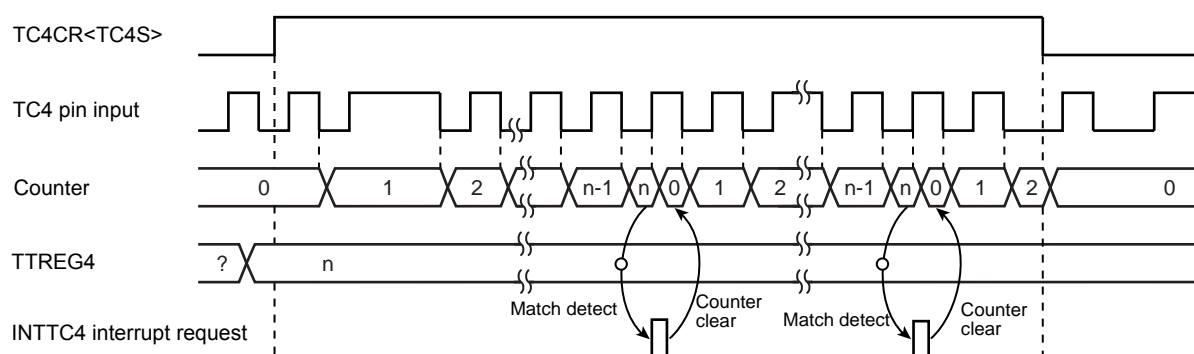 TC4CR<TC4S>
TC4 pin input
Counter
0 1 2 n-1 n 0 1 2 n-1 n 0 1 2 0
TTREG4
? n
Match detect
Counter
clear
Match detect
Counter
clear
INTTC4 interrupt request